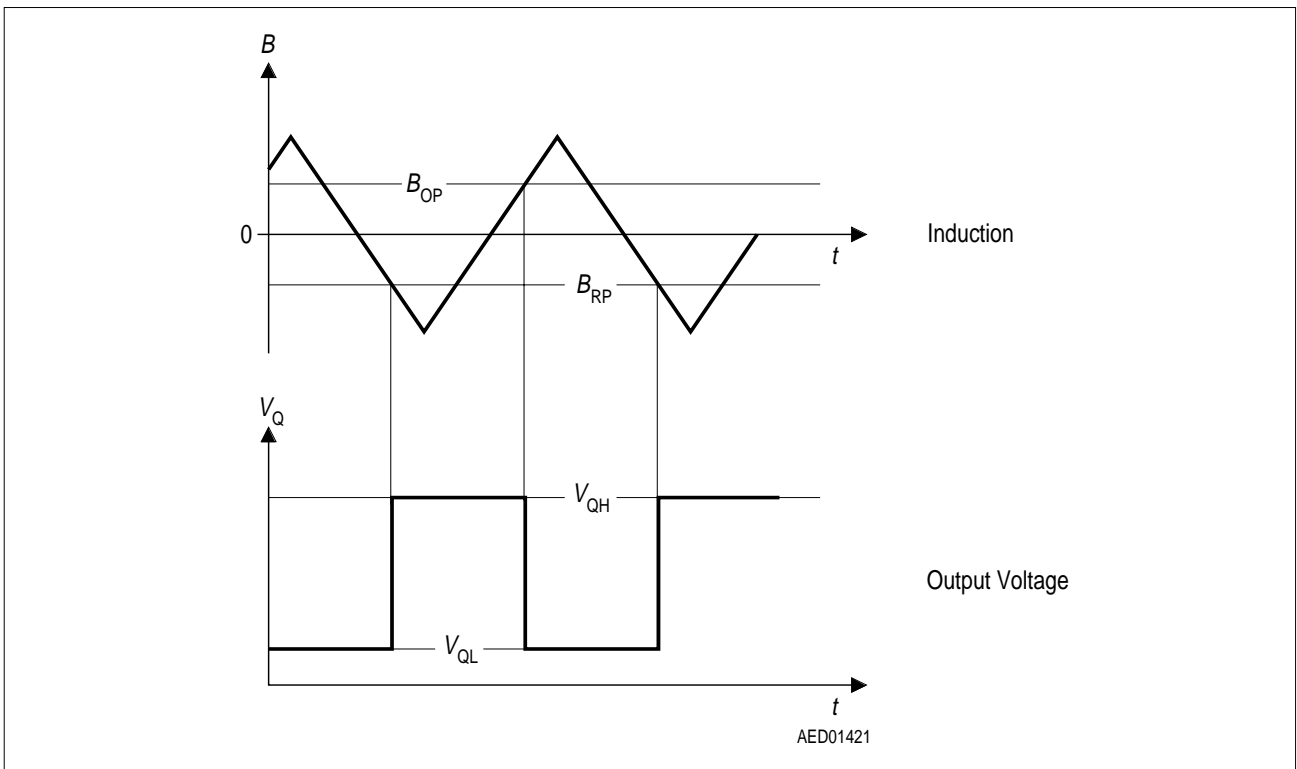 B
B_OP
0
t
Induction
B_RP
V_Q
V_QH
Output Voltage
V_QL
t
AED01421